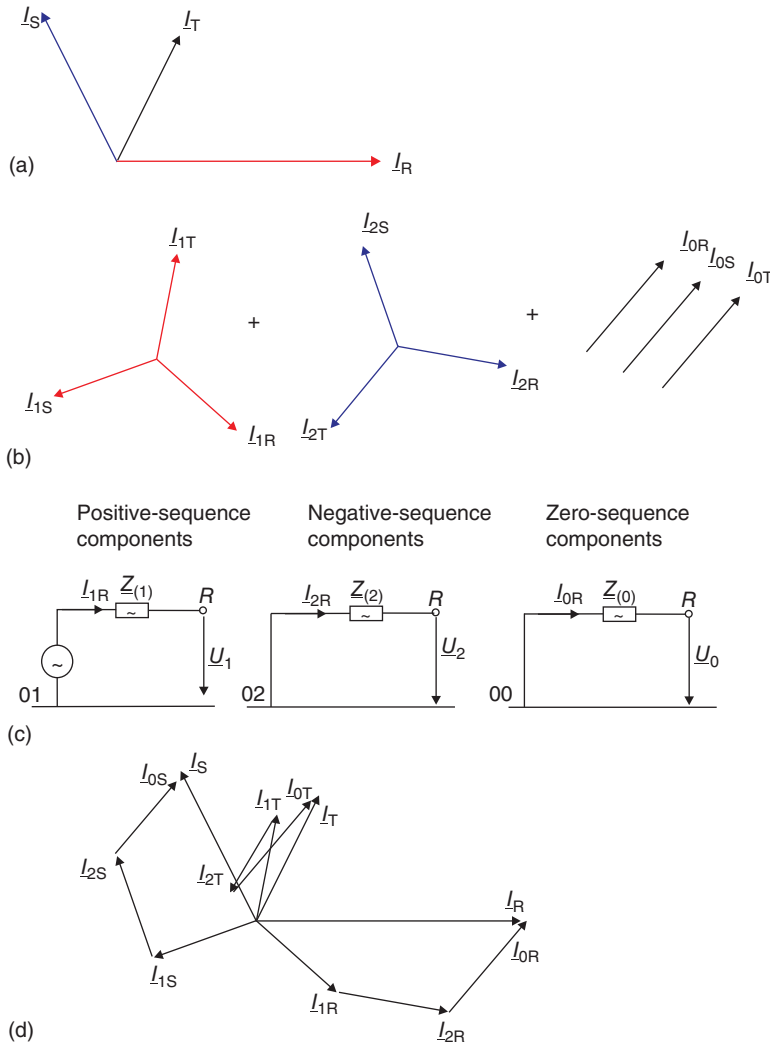 I_S I_T
I_R
(a)
I_1T
I_2S
I_0R
I_0S
I_0T
+ +
I_2R
I_1S
I_1R
I_2T
(b)
Positive-sequence components
Negative-sequence components
Zero-sequence components
I_1R Z_(1) R
~
~
U_1
01
I_2R Z_(2) R
~
U_2
02
I_0R Z_(0) R
~
U_0
00
(c)
I_0S I_S
I_1T I_0T
I_T
I_2S
I_2T
I_R
I_0R
I_1S
I_1R
I_2R
(d)